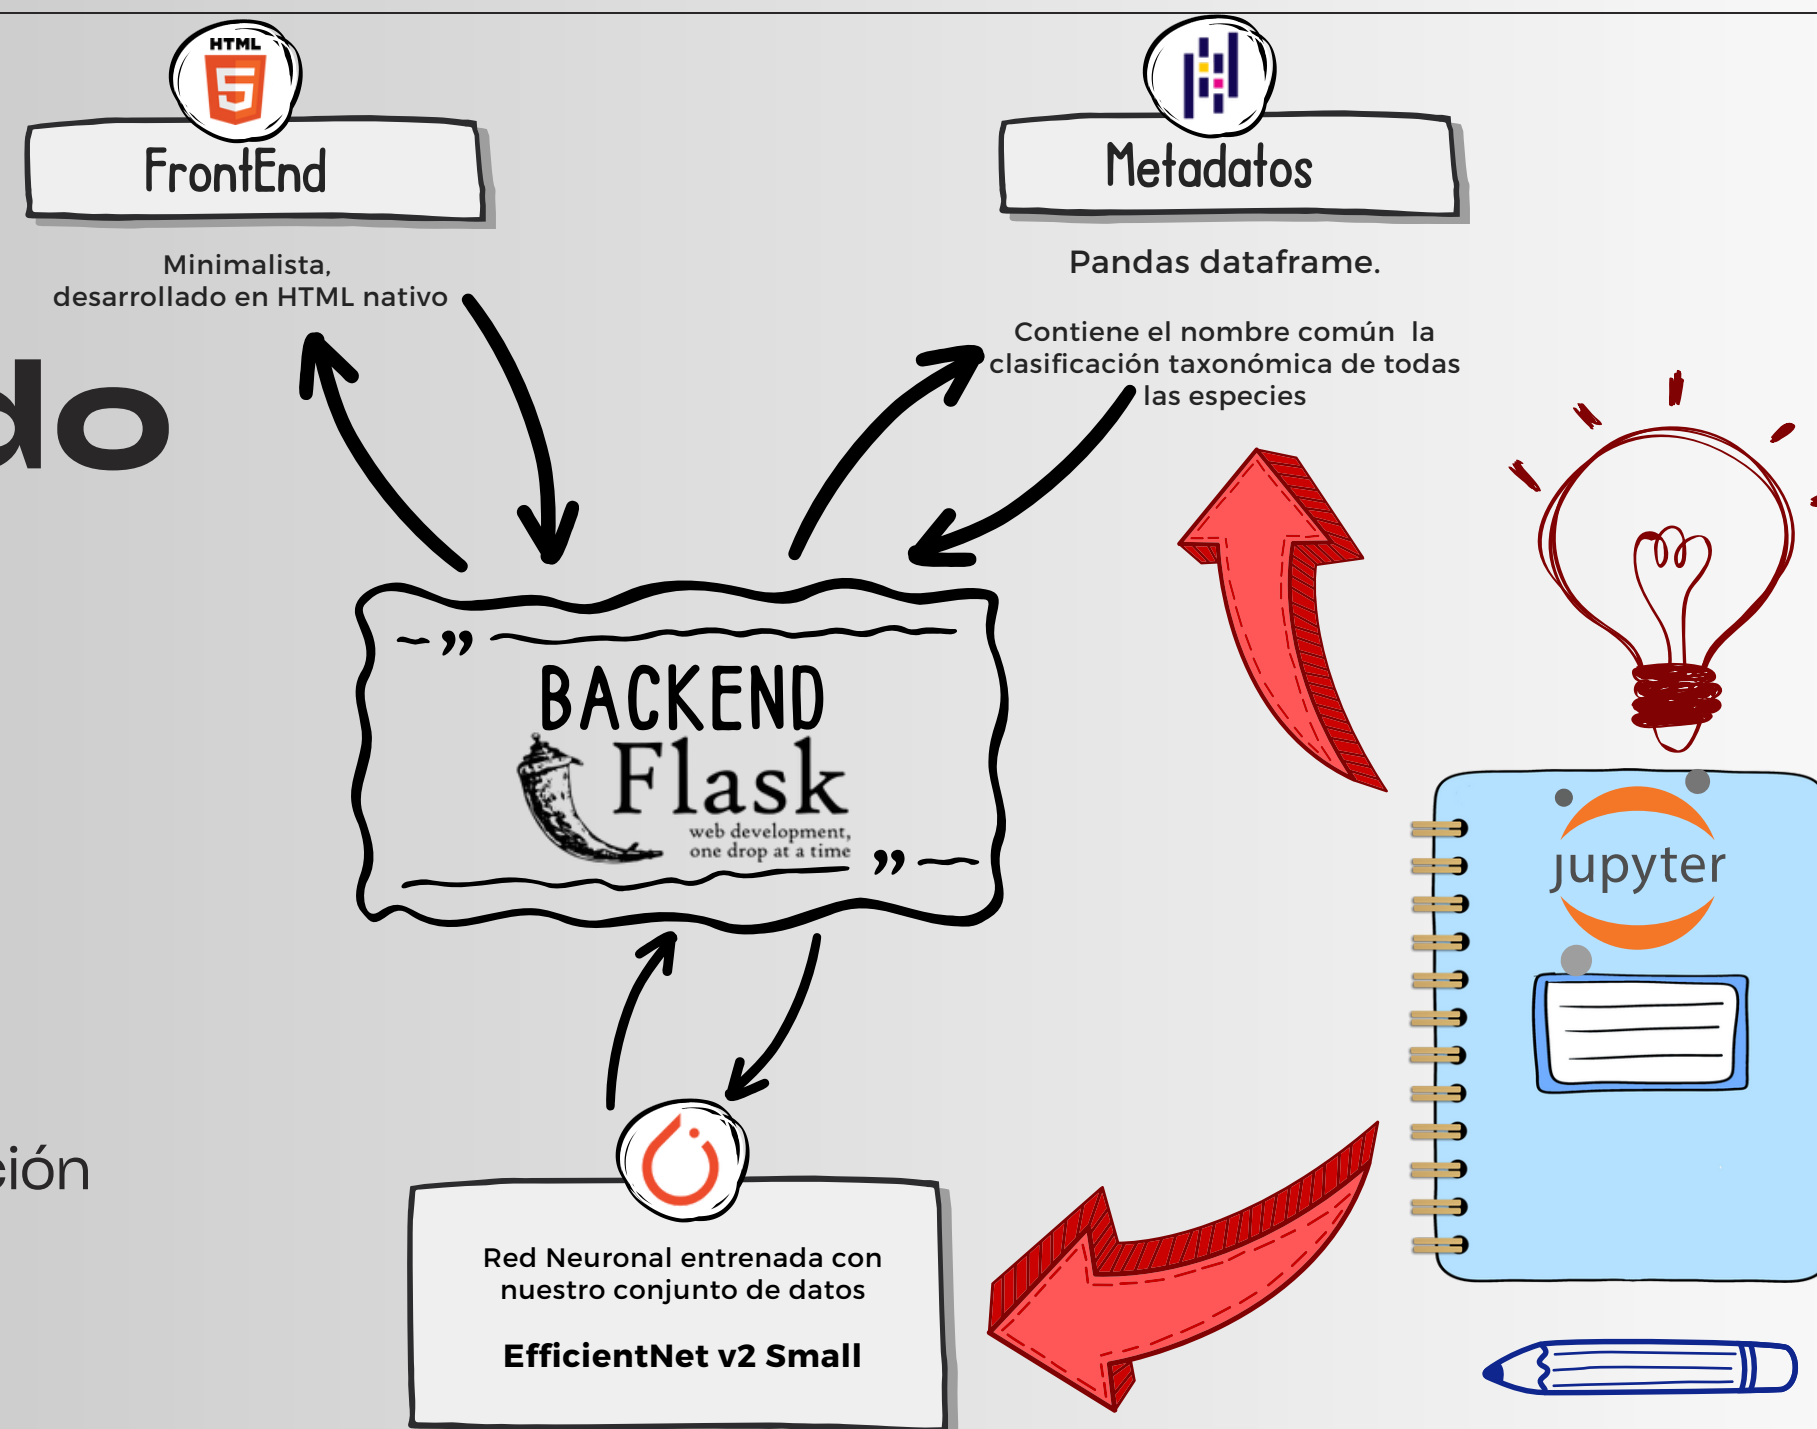 HTML
FrontEnd
Minimalista,
desarrollado en HTML nativo
Metadatos
Pandas dataframe.
Contiene el nombre común la
clasificación taxonómica de todas
las especies
do
BACKEND
Flask
web development,
one drop at a time
jupyter
ción
Red Neuronal entrenada con
nuestro conjunto de datos
EfficientNet v2 Small